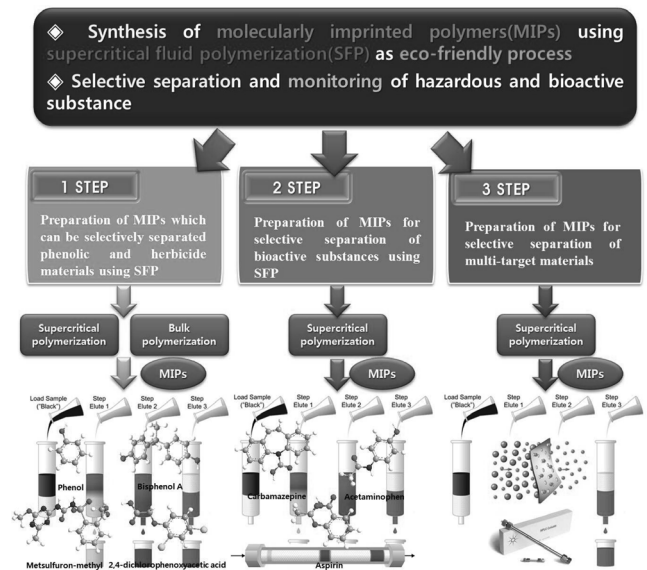 ◈ Synthesis of molecularly imprinted polymers(MIPs) using
supercritical fluid polymerization(SFP) as eco-friendly process
◈ Selective separation and monitoring of hazardous and bioactive
substance
1 STEP
Preparation of MIPs which
can be selectively separated
phenolic and herbicide
materials using SFP
2 STEP
Preparation of MIPs for
selective separation of
bioactive substances using
SFP
3 STEP
Preparation of MIPs for
selective separation of
multi-target materials
Supercritical
polymerization
Bulk
polymerization
Supercritical
polymerization
Supercritical
polymerization
MIPs
MIPs
MIPs
Load Sample
("Black")
Step
Elute 1
Step
Elute 2
Step
Elute 3
Load Sample
("Black")
Step
Elute 1
Step
Elute 2
Step
Elute 3
Load Sample
("Black")
Step
Elute 1
Step
Elute 2
Step
Elute 3
Phenol
Bisphenol A
Carbamazepine
Acetaminophen
Metsulfuron-methyl
2,4-dichlorophenoxyacetic acid
Aspirin